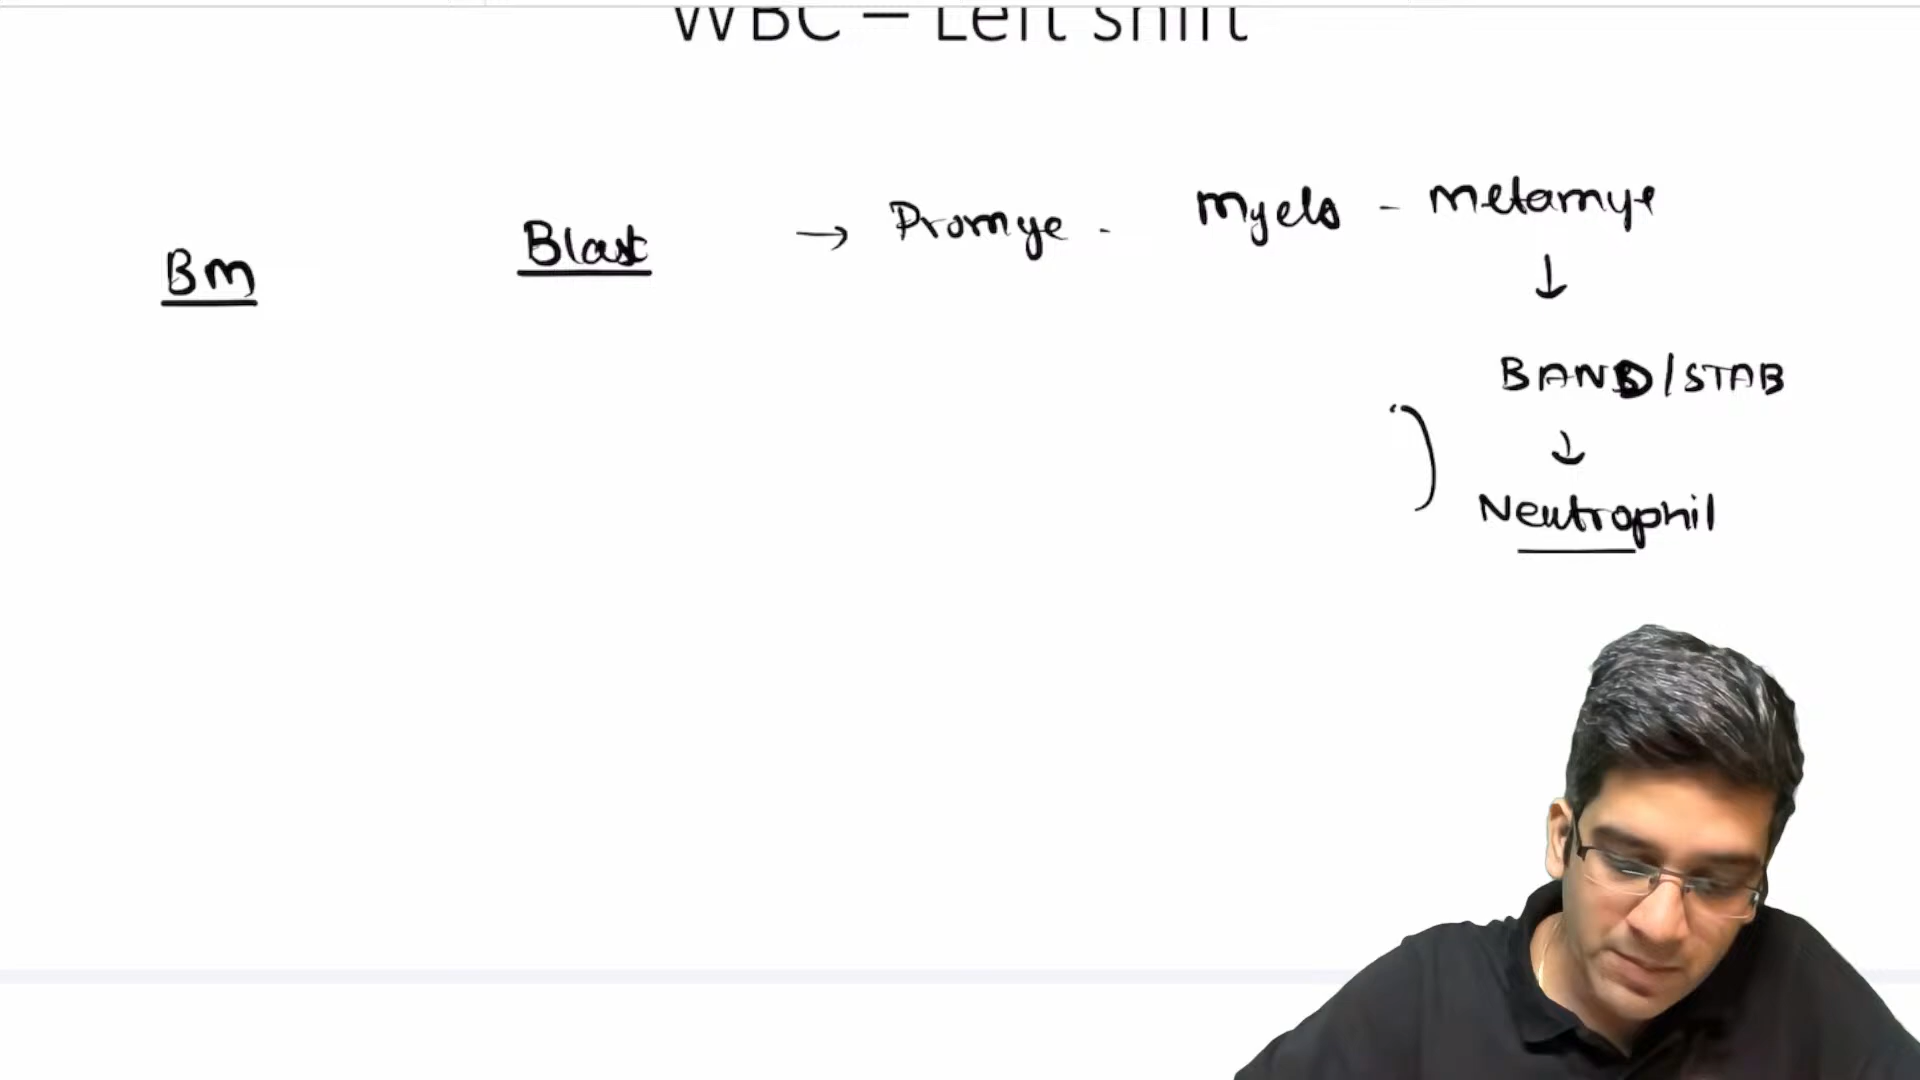 WBC – Left shift
BM Blast → Promye - Myelo - Metamye
↓
BAND/STAB
↓
Neutrophil